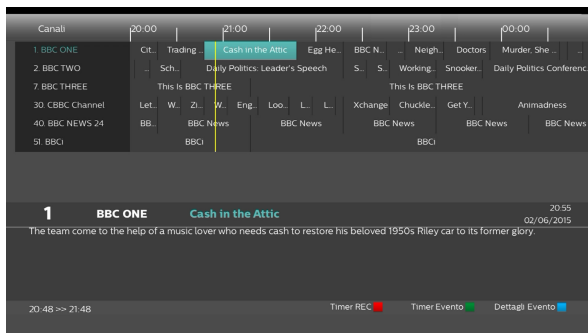 Canali 20:00 21:00 22:00 23:00 00:00
1. BBC ONE Cit... Trading ... Cash in the Attic Egg He... BBC N... ... Neigh... Doctors Murder, She ... ...
2. BBC TWO ... Sch... Daily Politics: Leader's Speech S... S... Working... Snooker... Daily Politics Conferenc
7. BBC THREE This Is BBC THREE This Is BBC THREE
30. CBBC Channel Let... W... Zi... W... Eng... Loo... L... L... Xchange Chuckle... Get Y... Animadness
40. BBC NEWS 24 BB... BBC News BBC News BBC News BBC News BBC News
51. BBCi BBCi BBCi
1 BBC ONE Cash in the Attic 20:55
02/06/2015
The team come to the help of a music lover who needs cash to restore his beloved 1950s Riley car to its former glory.
20:48 >> 21:48 Timer REC Timer Evento Dettagli Evento